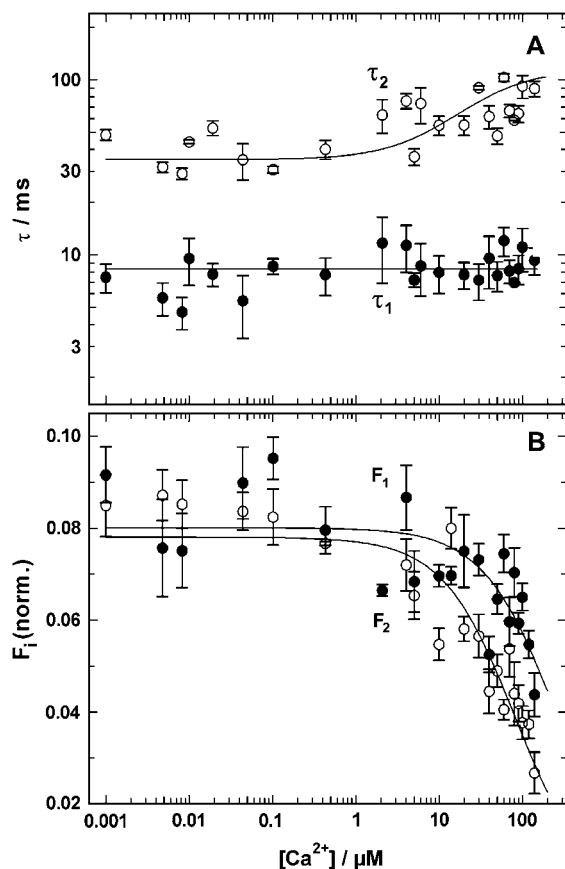 A
τ / ms
100
30
10
3
τ₂
τ₁
B
Fᵢ (norm.)
0.10
0.08
0.06
0.04
0.02
F₁
F₂
0.001 0.01 0.1 1 10 100
[Ca²⁺] / µM